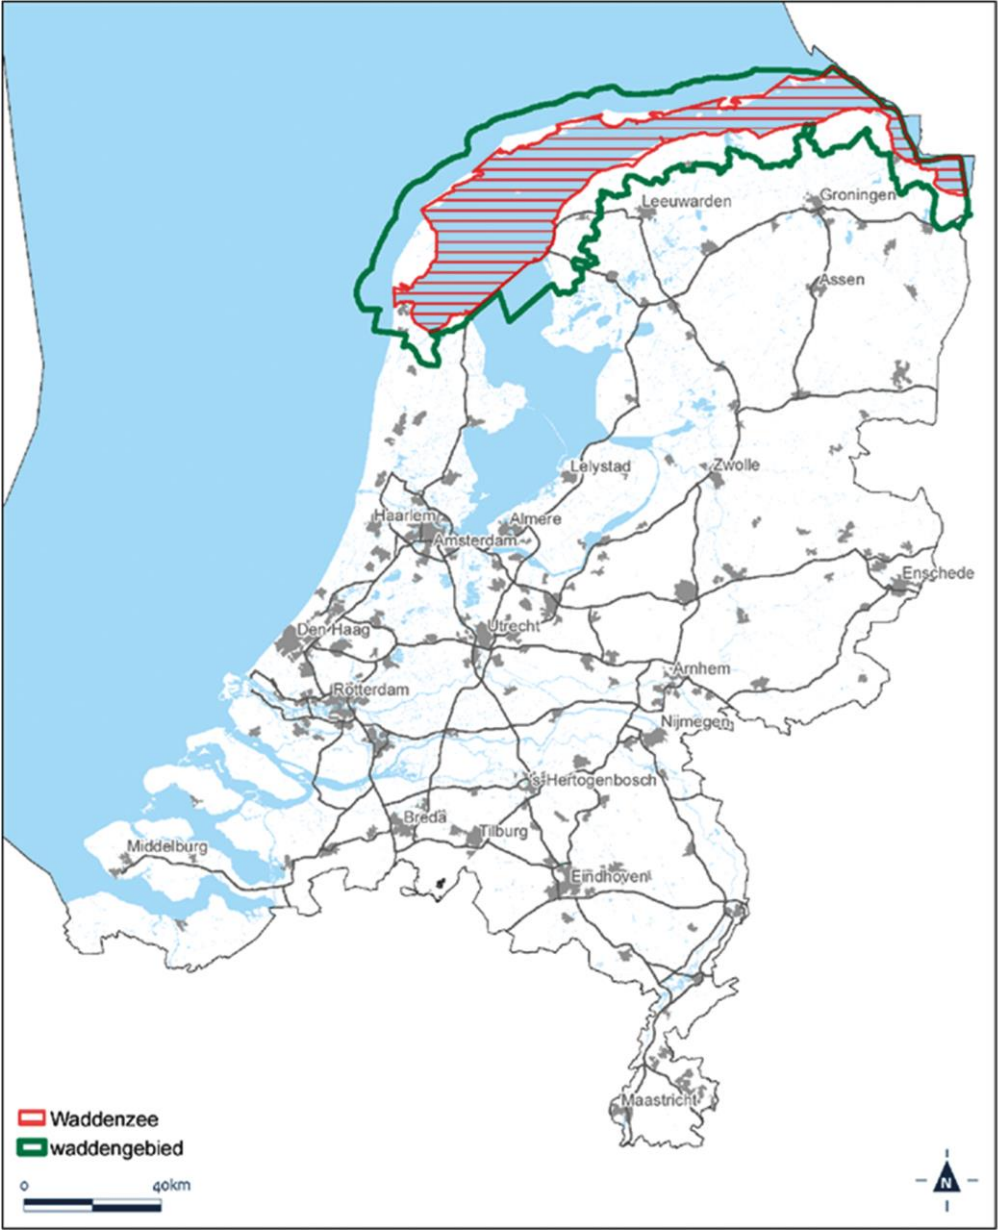 Leeuwarden
Groningen
Assen
Lelystad
Zwolle
Haarlem
Almere
Amsterdam
Enschede
Den Haag
Utrecht
Arnhem
Rotterdam
Nijmegen
's-Hertogenbosch
Breda
Tilburg
Middelburg
Eindhoven
Maastricht
Waddenzee
waddengebied
0 40km
N